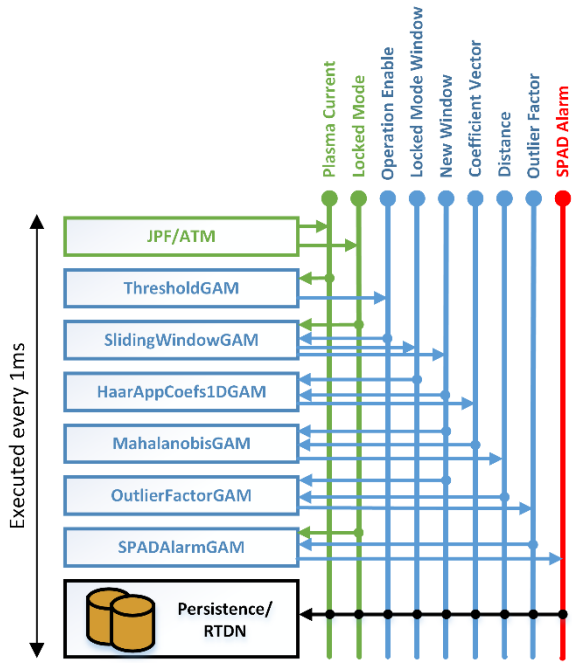 Plasma Current
Locked Mode
Operation Enable
Locked Mode Window
New Window
Coefficient Vector
Distance
Outlier Factor
SPAD Alarm
Executed every 1ms
JPF/ATM
ThresholdGAM
SlidingWindowGAM
HaarAppCoefs1DGAM
MahalanobisGAM
OutlierFactorGAM
SPADAlarmGAM
Persistence/
RTDN